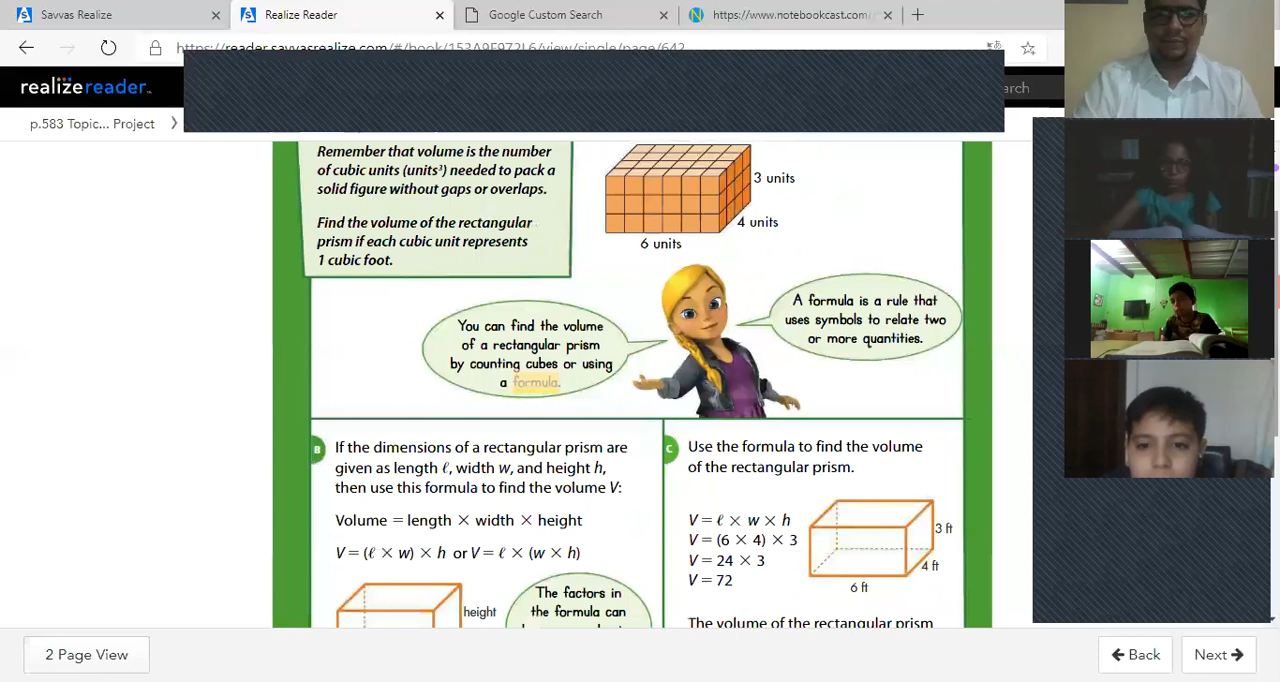 Savvas Realize
Realize Reader
Google Custom Search
https://www.notebookcast.com/
realizereader™
arch
p.583 Topic... Project
Remember that volume is the number
of cubic units (units³) needed to pack a
solid figure without gaps or overlaps.
Find the volume of the rectangular
prism if each cubic unit represents
1 cubic foot.
3 units
4 units
6 units
You can find the volume
of a rectangular prism
by counting cubes or using
a formula.
A formula is a rule that
uses symbols to relate two
or more quantities.
B
If the dimensions of a rectangular prism are
given as length ℓ, width w, and height h,
then use this formula to find the volume V:
Volume = length × width × height
V = (ℓ × w) × h or V = ℓ × (w × h)
height
The factors in
the formula can
C
Use the formula to find the volume
of the rectangular prism.
V = ℓ × w × h
V = (6 × 4) × 3
V = 24 × 3
V = 72
3 ft
4 ft
6 ft
The volume of the rectangular prism
2 Page View
Back
Next